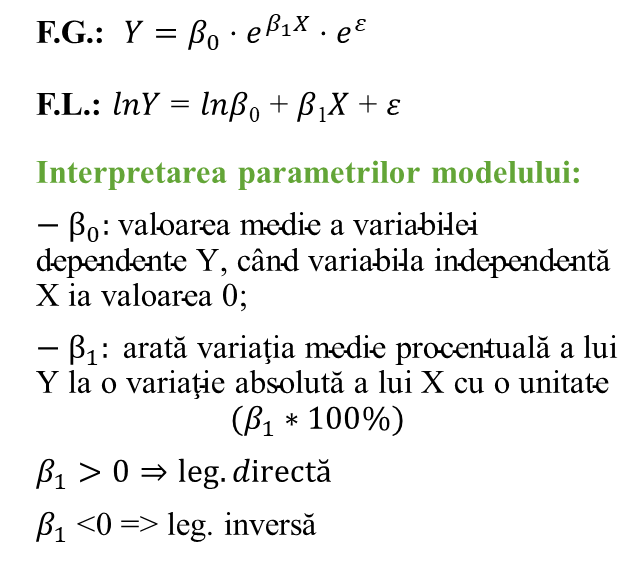 F.G.: Y = β₀ · e^{β₁X} · e^ε
F.L.: lnY = lnβ₀ + β₁X + ε
Interpretarea parametrilor modelului:
− β₀: valoarea medie a variabilei
dependente Y, când variabila independentă
X ia valoarea 0;
− β₁: arată variaţia medie procentuală a lui
Y la o variaţie absolută a lui X cu o unitate
(β₁ ∗ 100%)
β₁ > 0 ⇒ leg. directă
β₁ <0 => leg. inversă